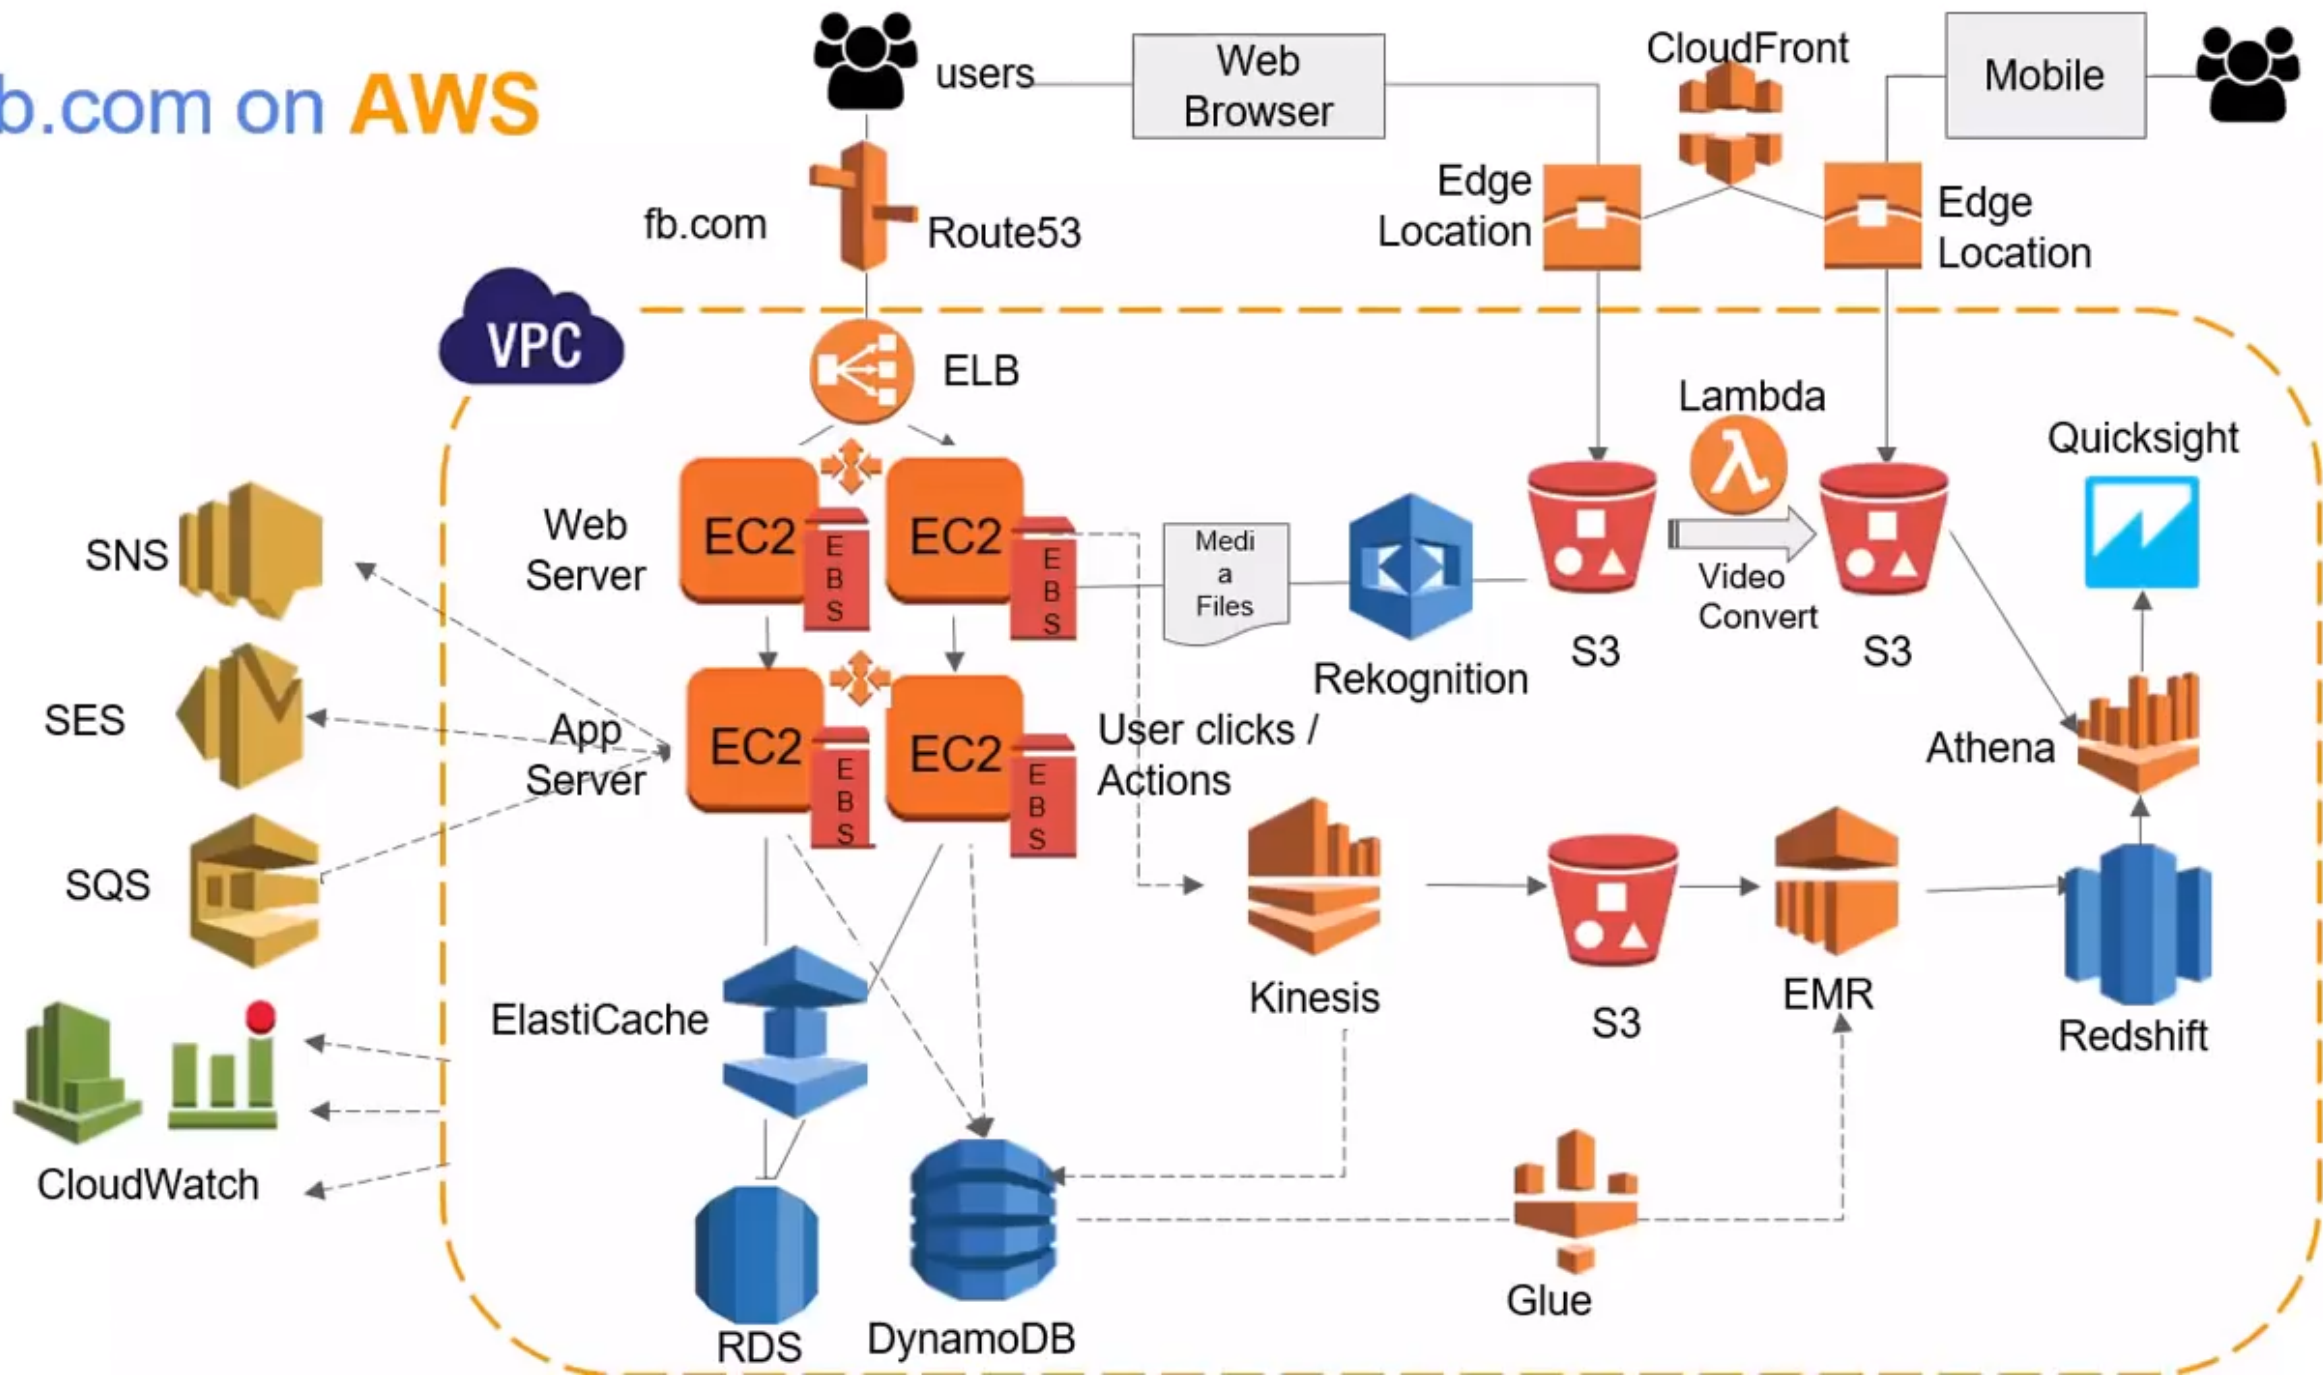 b.com on AWS
users
Web
Browser
CloudFront
Mobile
fb.com
Route53
Edge
Location
Edge
Location
VPC
ELB
Lambda
Quicksight
SNS
Web
Server
EC2
E
B
S
EC2
E
B
S
Medi
a
Files
Rekognition
S3
Video
Convert
S3
SES
App
Server
EC2
E
B
S
EC2
E
B
S
User clicks /
Actions
Athena
SQS
Kinesis
S3
EMR
Redshift
ElastiCache
CloudWatch
RDS
DynamoDB
Glue